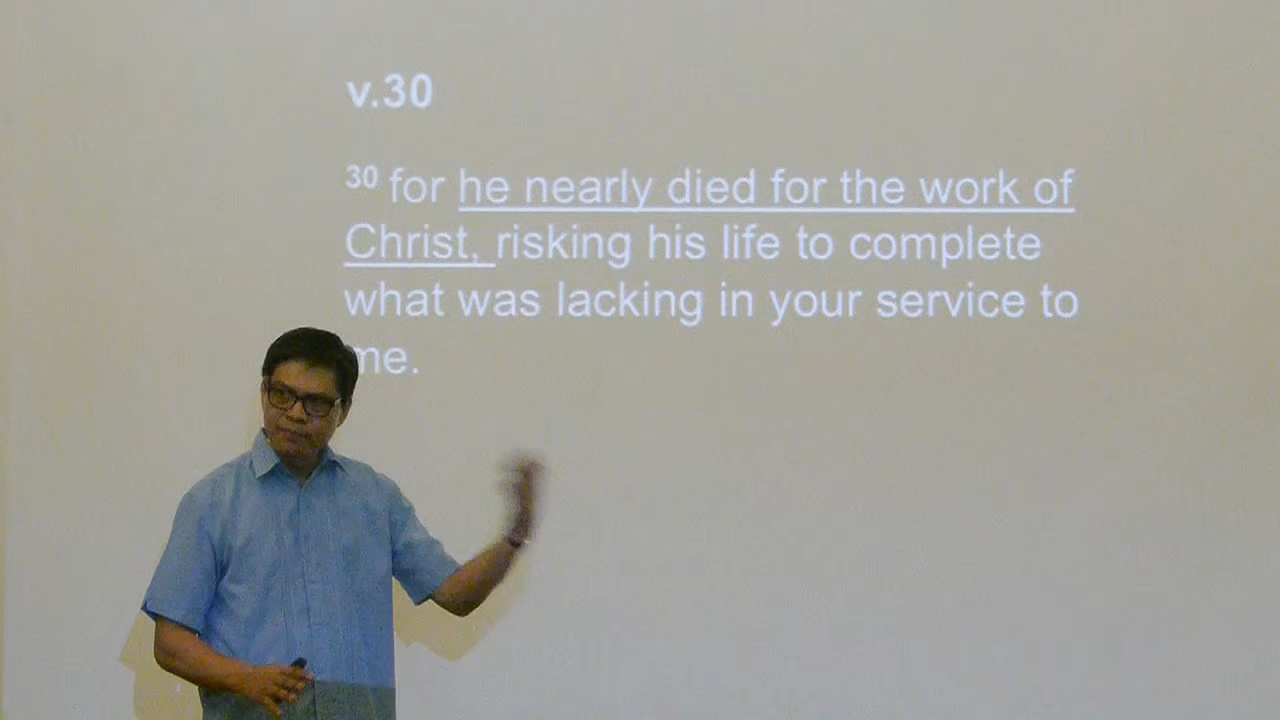 v.30
30 for he nearly died for the work of
Christ, risking his life to complete
what was lacking in your service to
me.